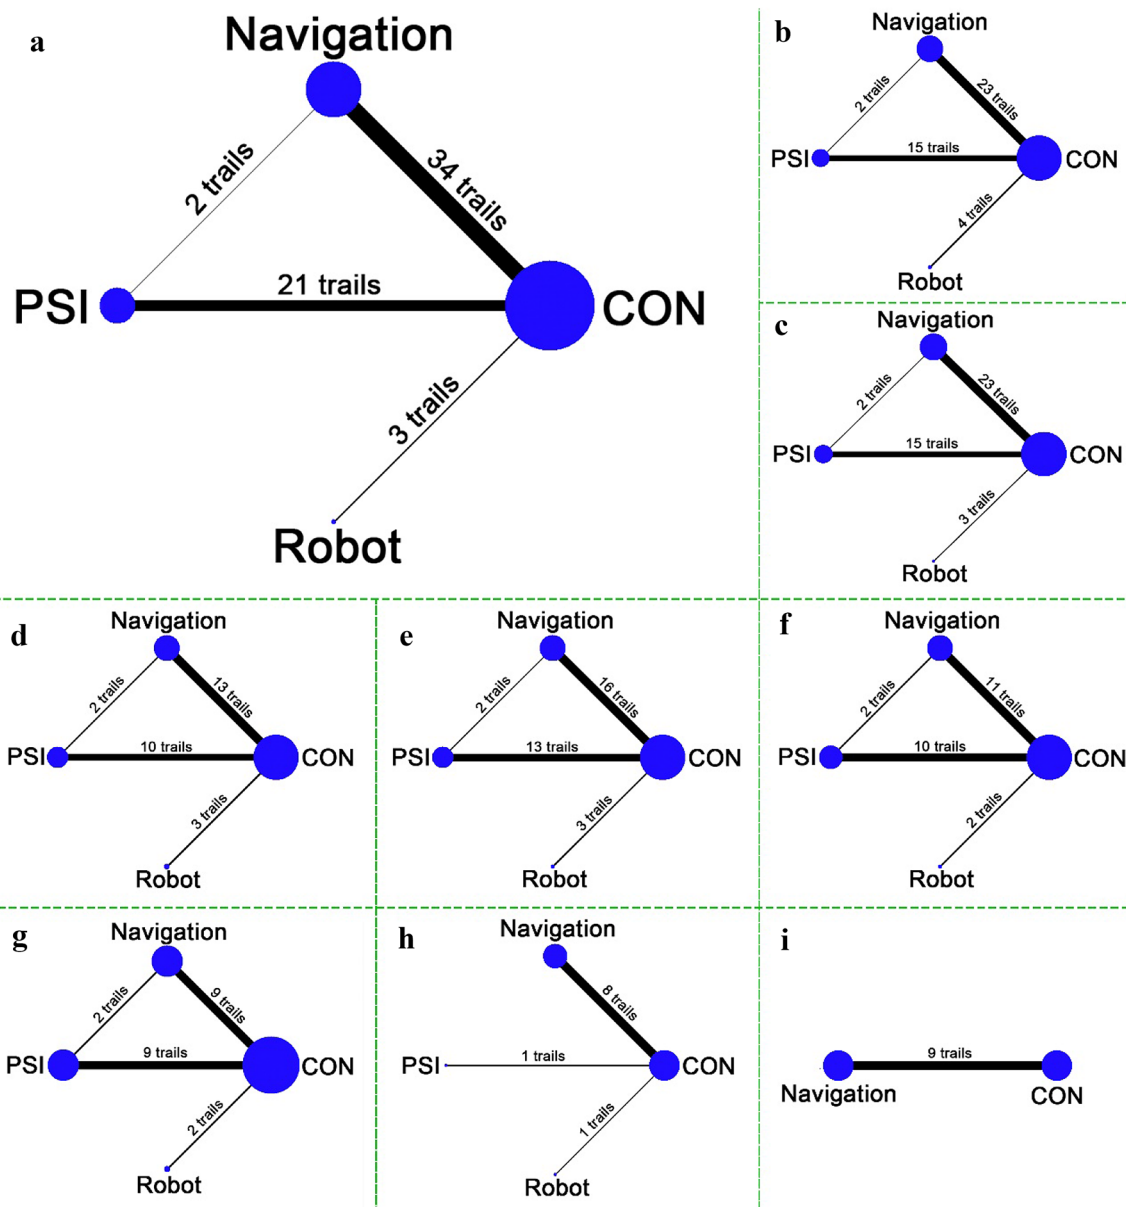 a
Navigation
2 trails
34 trails
PSI
21 trails
CON
3 trails
Robot
b
Navigation
2 trails
23 trails
PSI
15 trails
CON
4 trails
Robot
c
Navigation
2 trails
23 trails
PSI
15 trails
CON
3 trails
Robot
d
Navigation
2 trails
13 trails
PSI
10 trails
CON
3 trails
Robot
e
Navigation
2 trails
16 trails
PSI
13 trails
CON
3 trails
Robot
f
Navigation
2 trails
11 trails
PSI
10 trails
CON
2 trails
Robot
g
Navigation
2 trails
9 trails
PSI
9 trails
CON
2 trails
Robot
h
Navigation
8 trails
PSI
1 trails
CON
1 trails
Robot
i
9 trails
Navigation
CON